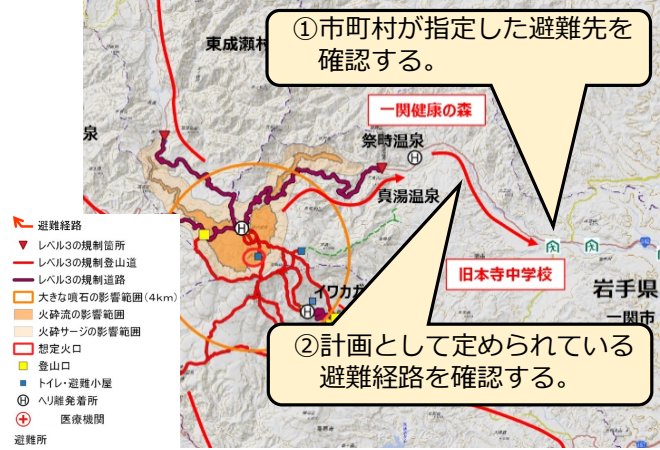 ①市町村が指定した避難先を
確認する。
東成瀬村
一関健康の森
泉
祭畤温泉
H
真湯温泉
旧本寺中学校
岩手県
一関市
イワカガ
H
H
②計画として定められている
避難経路を確認する。
避難経路
レベル3の規制箇所
レベル3の規制登山道
レベル3の規制道路
大きな噴石の影響範囲(4km)
火砕流の影響範囲
火砕サージの影響範囲
想定火口
登山口
トイレ・避難小屋
H ヘリ離発着所
医療機関
避難所